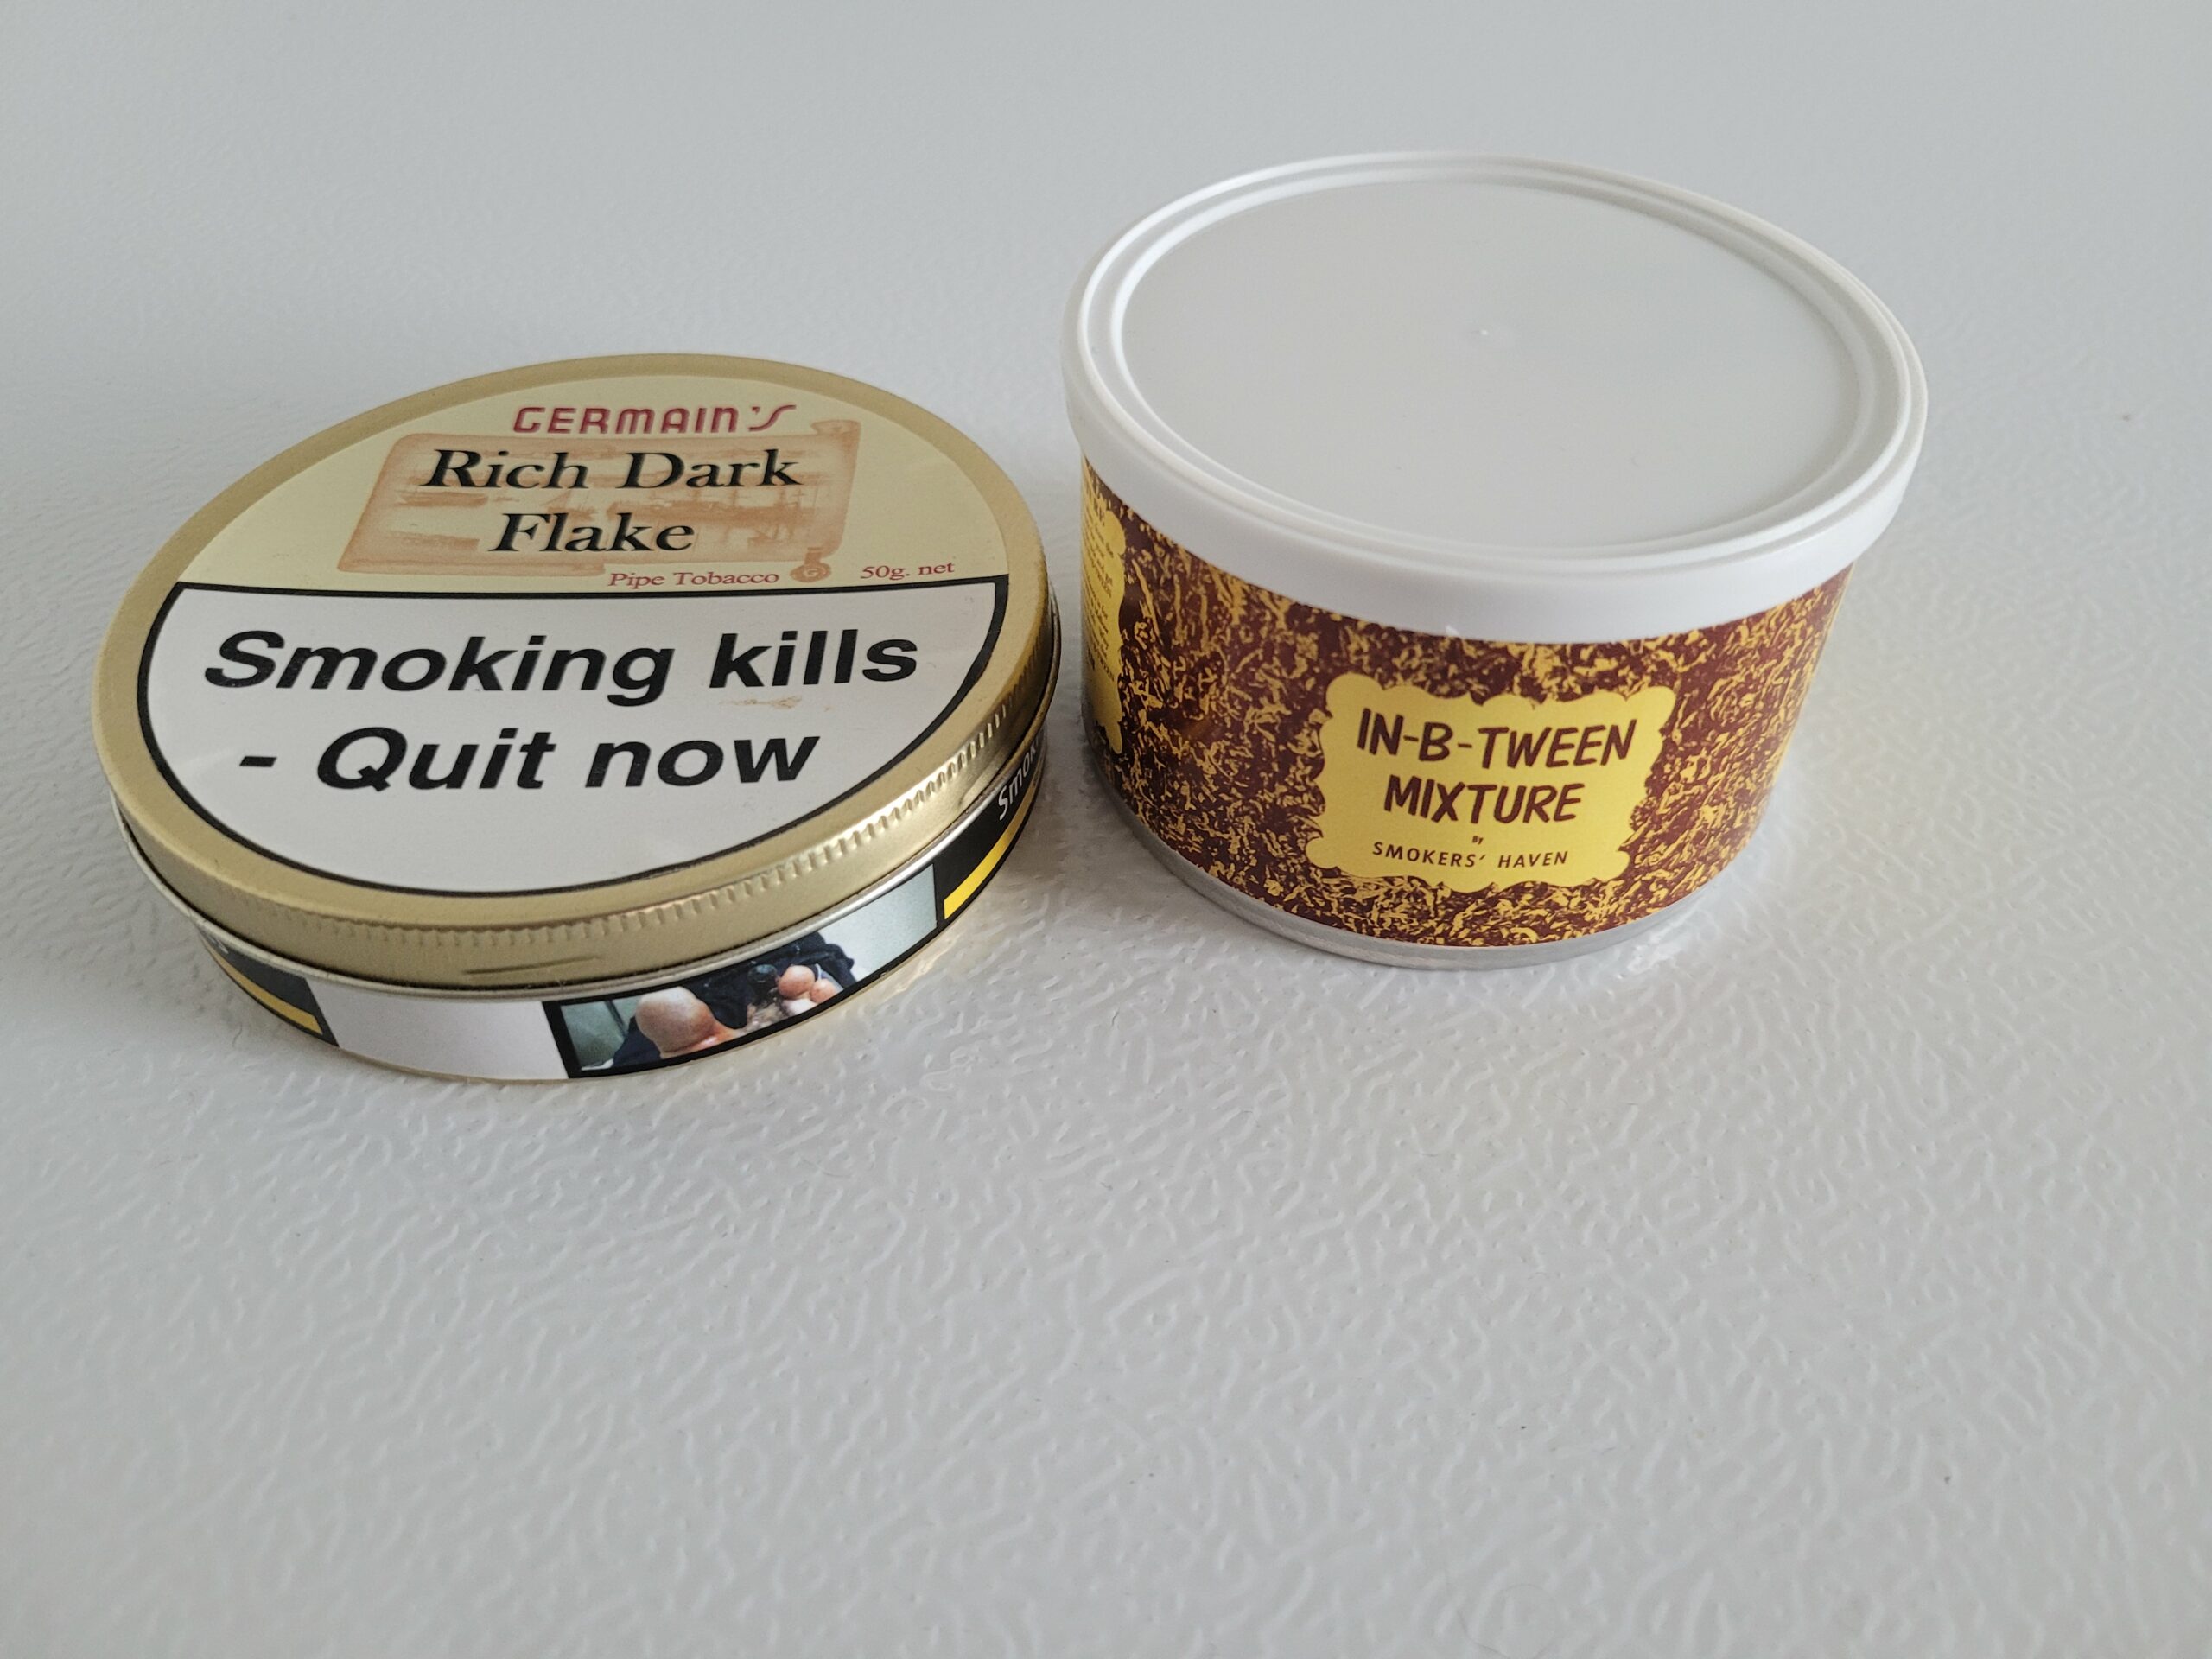 GERMAIN'S
Rich Dark
Flake
Pipe Tobacco
50g. net
Smoking kills
- Quit now
IN-B-TWEEN
MIXTURE
BY
SMOKERS' HAVEN